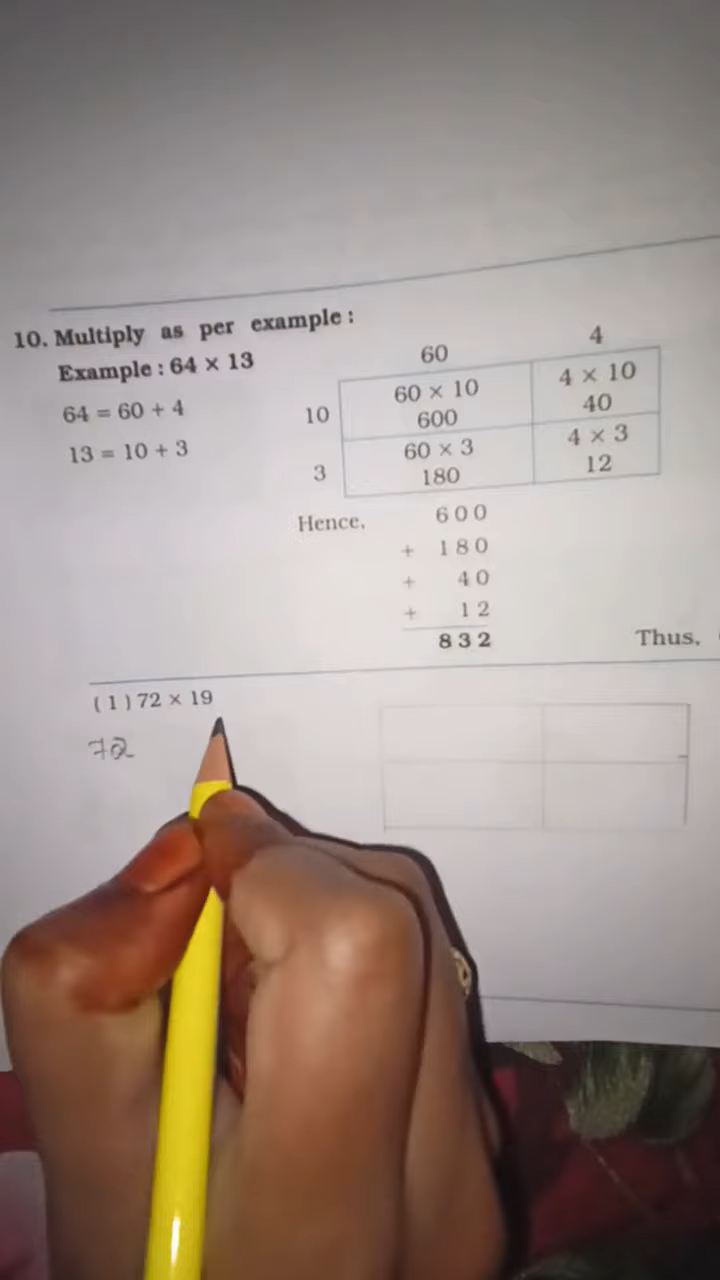 10. Multiply as per example :
Example : 64 × 13
64 = 60 + 4
13 = 10 + 3
60 4
10 60 × 10 4 × 10
600 40
3 60 × 3 4 × 3
180 12
Hence, 600
+ 180
+ 40
+ 12
832
Thus,
(1) 72 × 19
72